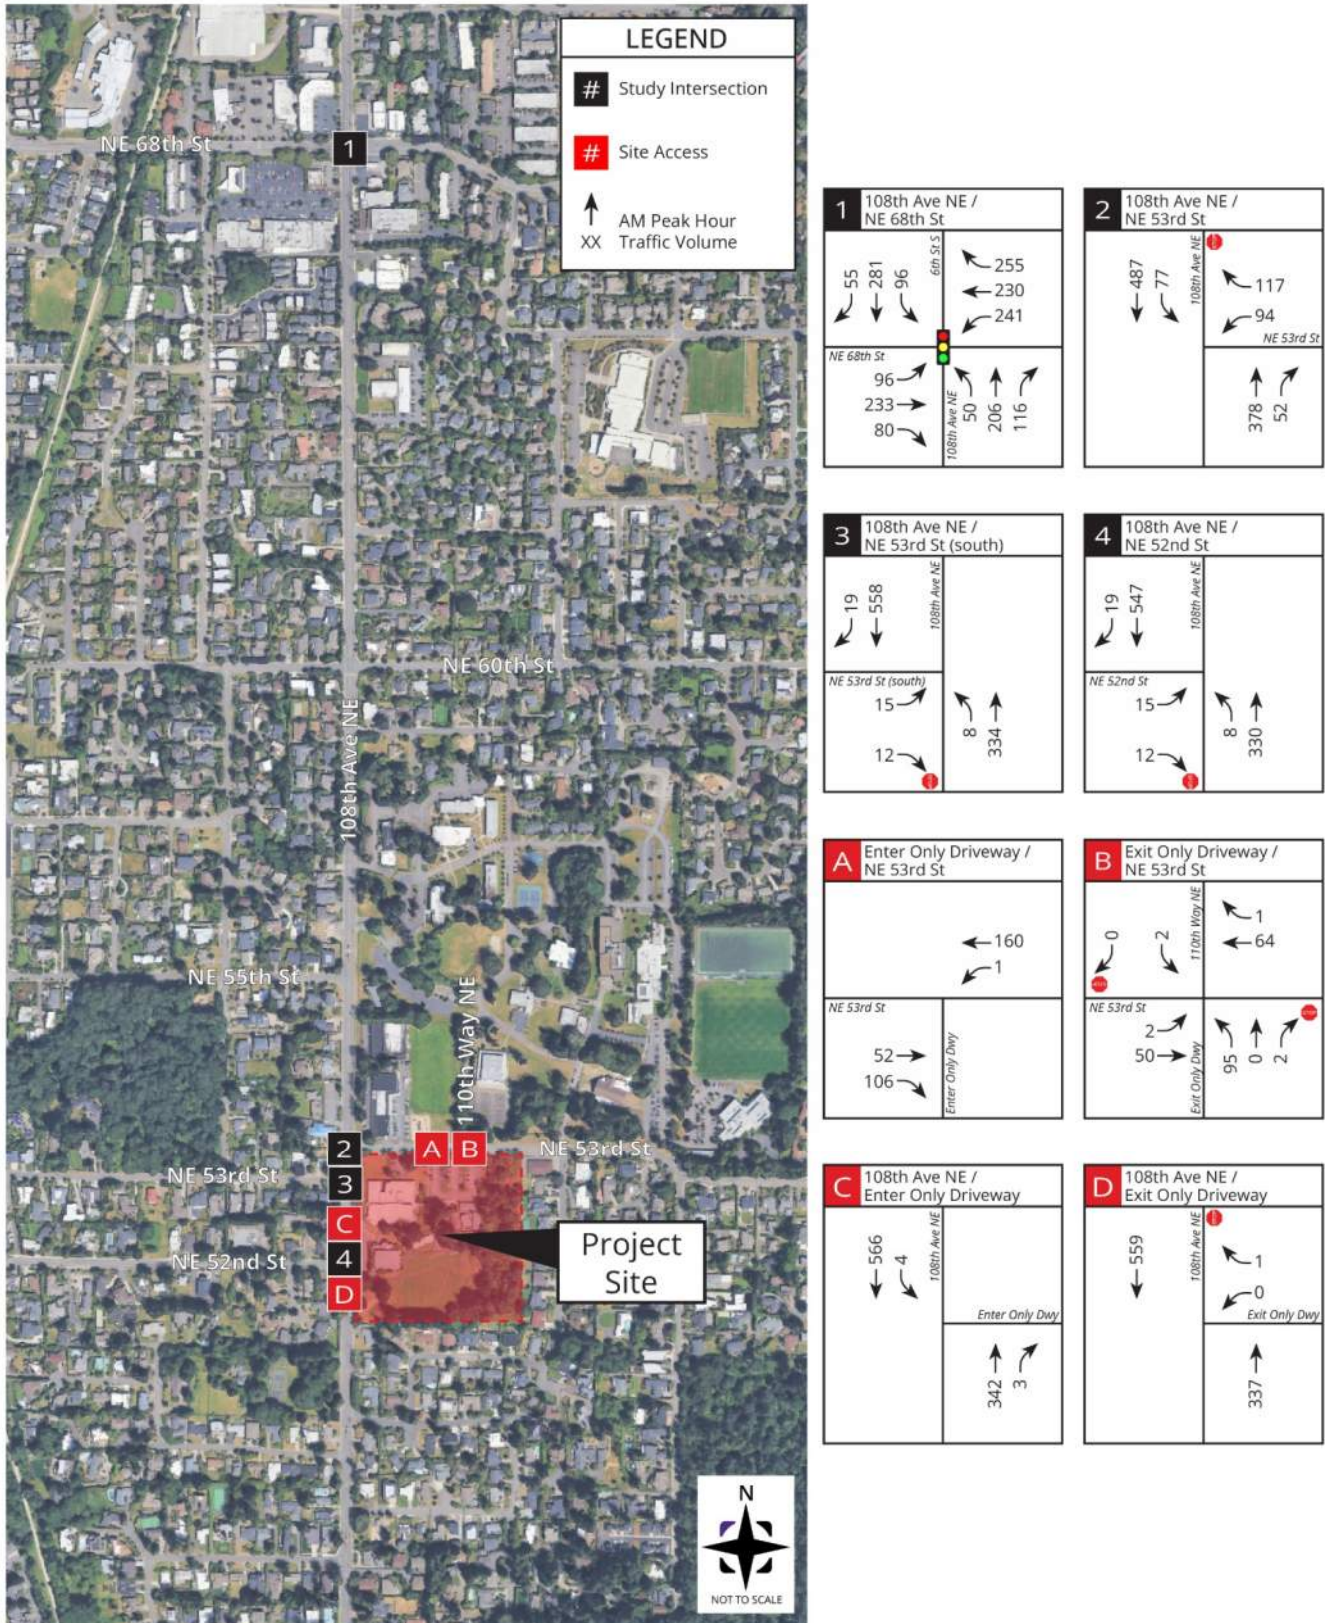 LEGEND
# Study Intersection
# Site Access
XX AM Peak Hour
Traffic Volume
NE 68th St
1
NE 60th St
108th Ave NE
NE 55th St
110th Way NE
2
A
B
NE 53rd St
NE 53rd St
3
C
Project
Site
NE 52nd St
4
D
N
NOT TO SCALE
1 108th Ave NE /
NE 68th St
6th St S
55
281
96
255
230
241
NE 68th St
96
233
80
108th Ave NE
50
206
116
2 108th Ave NE /
NE 53rd St
487
77
108th Ave NE
117
94
NE 53rd St
378
52
3 108th Ave NE /
NE 53rd St (south)
19
558
108th Ave NE
NE 53rd St (south)
15
12
8
334
4 108th Ave NE /
NE 52nd St
19
547
108th Ave NE
NE 52nd St
15
12
8
330
A Enter Only Driveway /
NE 53rd St
160
1
NE 53rd St
52
106
Enter Only Dwy
B Exit Only Driveway /
NE 53rd St
0
2
110th Way NE
1
64
NE 53rd St
2
50
Exit Only Dwy
95
0
2
STOP
C 108th Ave NE /
Enter Only Driveway
566
4
108th Ave NE
Enter Only Dwy
342
3
D 108th Ave NE /
Exit Only Driveway
559
108th Ave NE
1
0
Exit Only Dwy
337